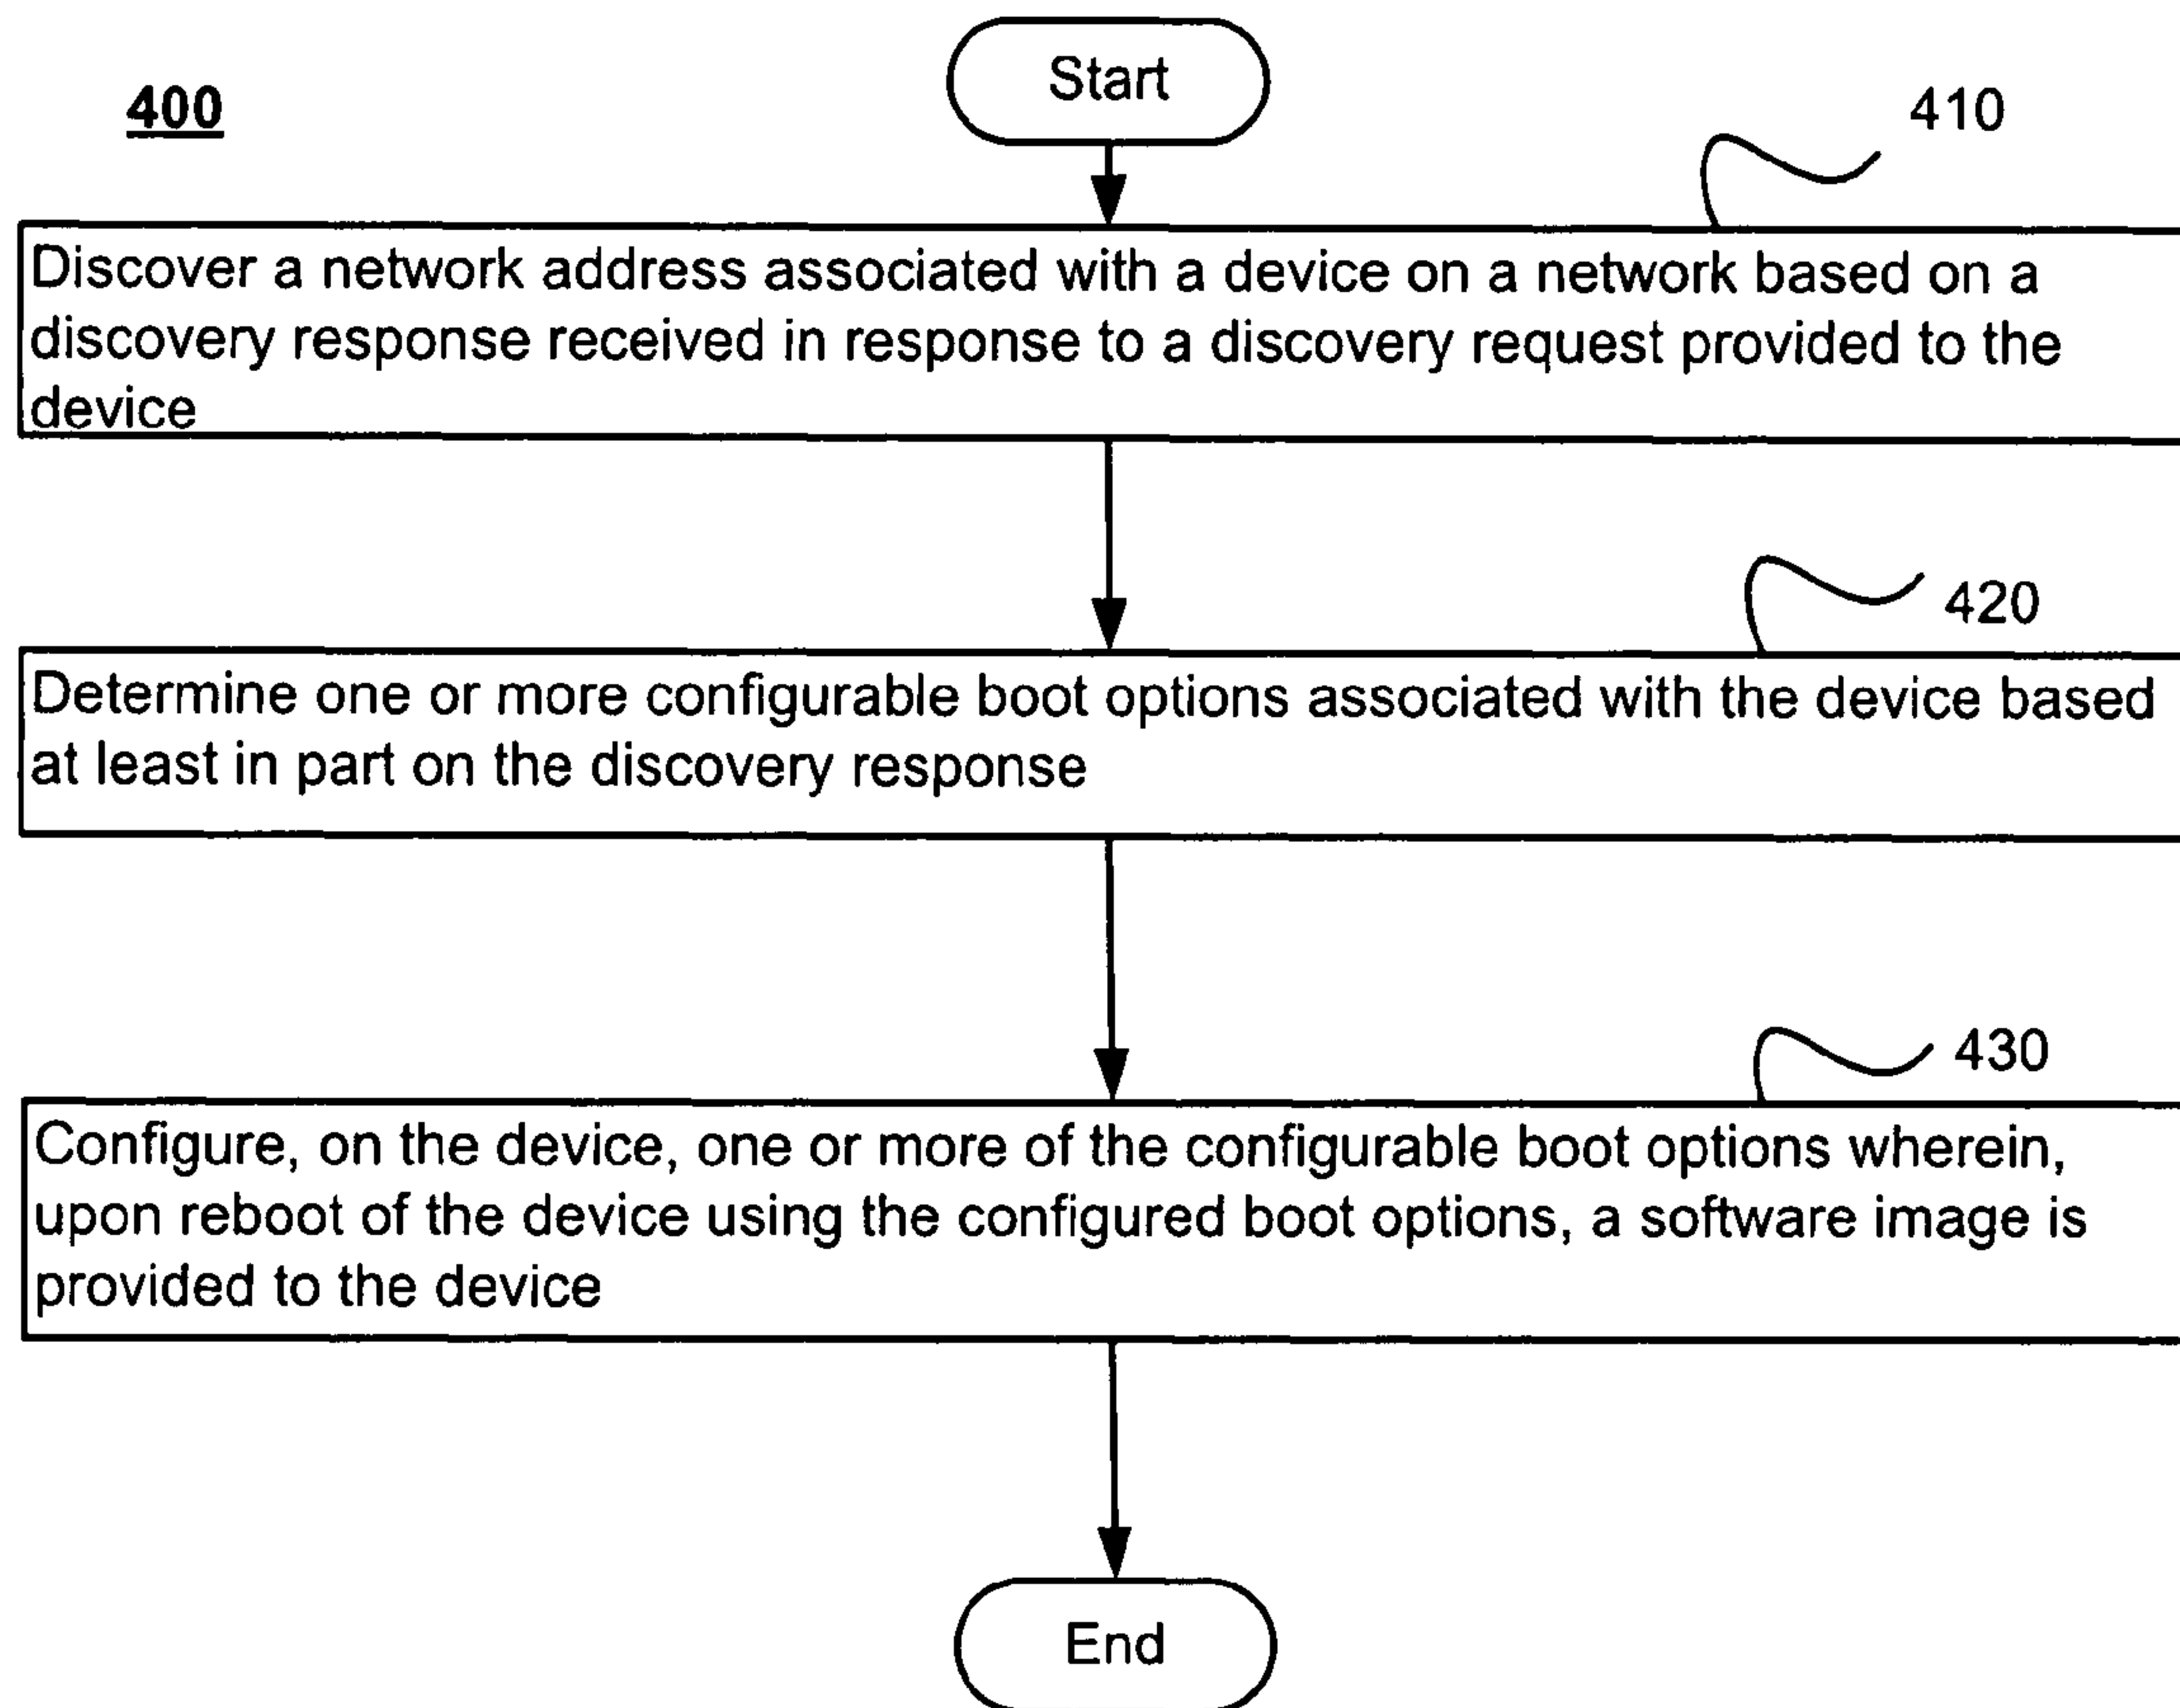 Start
400
410
Discover a network address associated with a device on a network based on a
discovery response received in response to a discovery request provided to the
device
420
Determine one or more configurable boot options associated with the device based
at least in part on the discovery response
430
Configure, on the device, one or more of the configurable boot options wherein,
upon reboot of the device using the configured boot options, a software image is
provided to the device
End